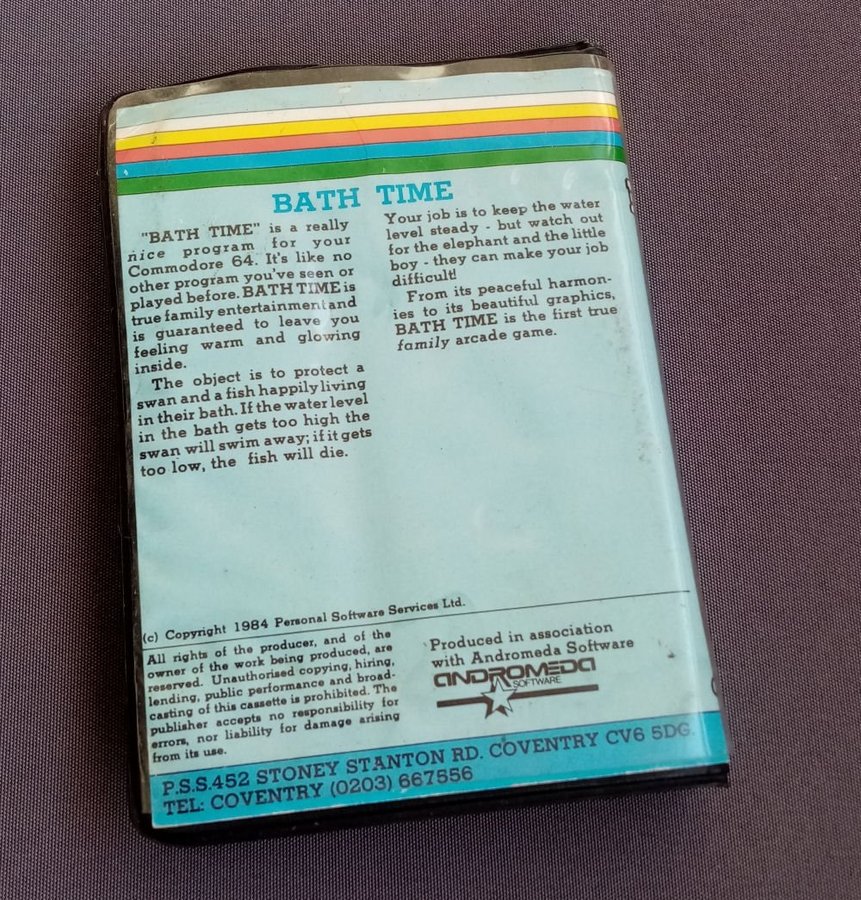 BATH TIME
"BATH TIME" is a really
nice program for your
Commodore 64. It's like no
other program you've seen or
played before. BATH TIME is
true family entertainment and
is guaranteed to leave you
feeling warm and glowing
inside.
The object is to protect a
swan and a fish happily living
in their bath. If the water level
in the bath gets too high the
swan will swim away; if it gets
too low, the fish will die.
Your job is to keep the water
level steady - but watch out
for the elephant and the little
boy - they can make your job
difficult!
From its peaceful harmon-
ies to its beautiful graphics,
BATH TIME is the first true
family arcade game.
(c) Copyright 1984 Personal Software Services Ltd.
All rights of the producer, and of the
owner of the work being produced, are
reserved. Unauthorised copying, hiring,
lending, public performance and broad-
casting of this cassette is prohibited. The
publisher accepts no responsibility for
errors, nor liability for damage arising
from its use.
Produced in association
with Andromeda Software
ANDROMEDA
SOFTWARE
P.S.S. 452 STONEY STANTON RD. COVENTRY CV6 5DG.
TEL: COVENTRY (0203) 667556